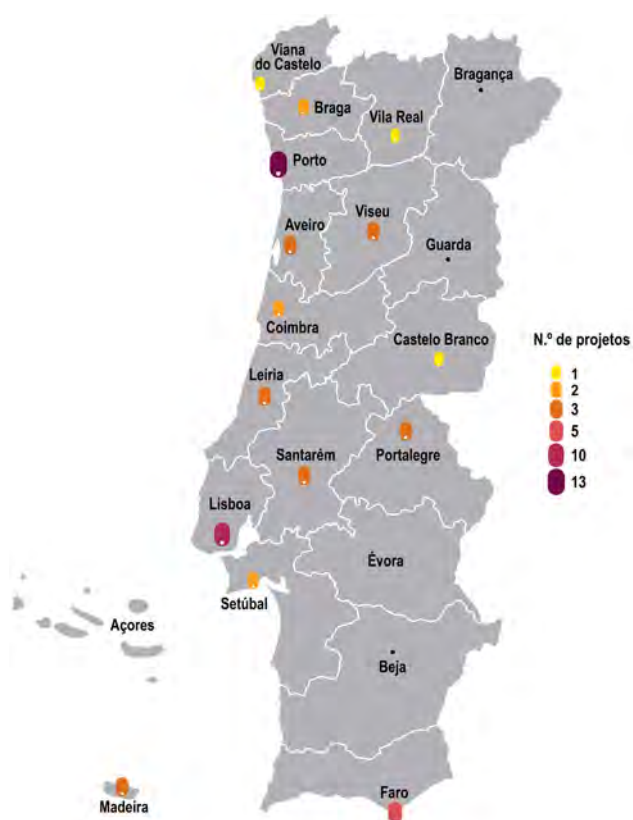 Viana
do Castelo
Bragança
Braga
Vila Real
Porto
Viseu
Aveiro
Guarda
Coimbra
Castelo Branco
N.º de projetos
1
2
3
5
10
13
Leiria
Santarém
Portalegre
Lisboa
Évora
Setúbal
Açores
Beja
Madeira
Faro